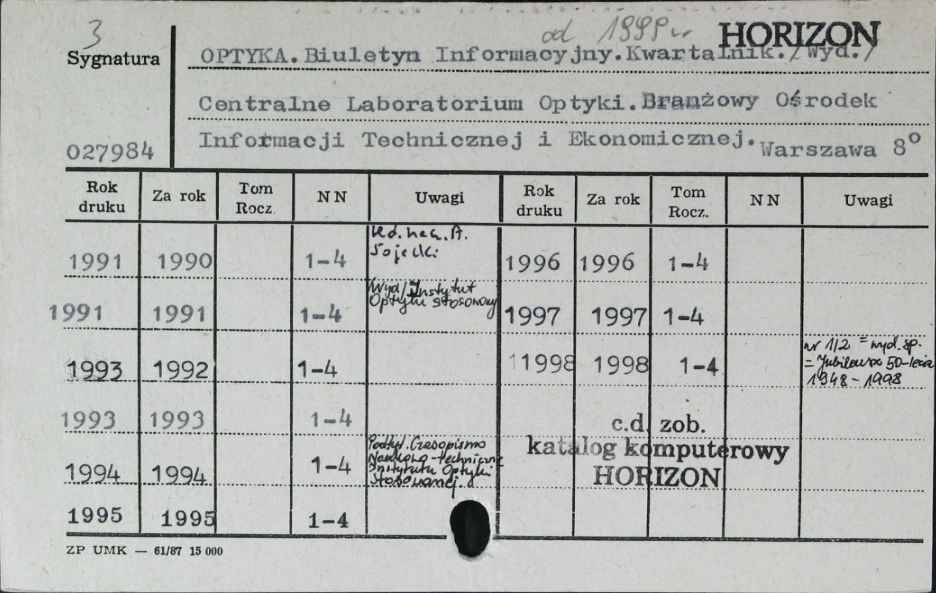 3 od 1998 r HORIZON
Sygnatura OPTYKA.Biuletyn Informacyjny.Kwartalnik./Wyd./
Centralne Laboratorium Optyki.Branżowy Ośrodek
027984 Informacji Technicznej i Ekonomicznej.Warszawa 8°
Rok druku Za rok Tom Rocz. N N Uwagi Rok druku Za rok Tom Rocz. N N Uwagi
1991 1990 1-4 A. Sojecki 1996 1996 1-4
1991 1991 1-4 Wyd/ Instytut Optyki Stosowanej 1997 1997 1-4
1993 1992 1-4 11998 1998 1-4 nr 1/2 = wyd. sp. = Jubileusz 50-lecia 1948-1998
1993 1993 1-4 c.d. zob.
1994 1994 1-4 Podtyt. Czasopismo Naukowo-techniczne Instytutu Optyki Stosowanej katalog komputerowy
HORIZON
1995 1995 1-4
ZP UMK — 61/87 15 000